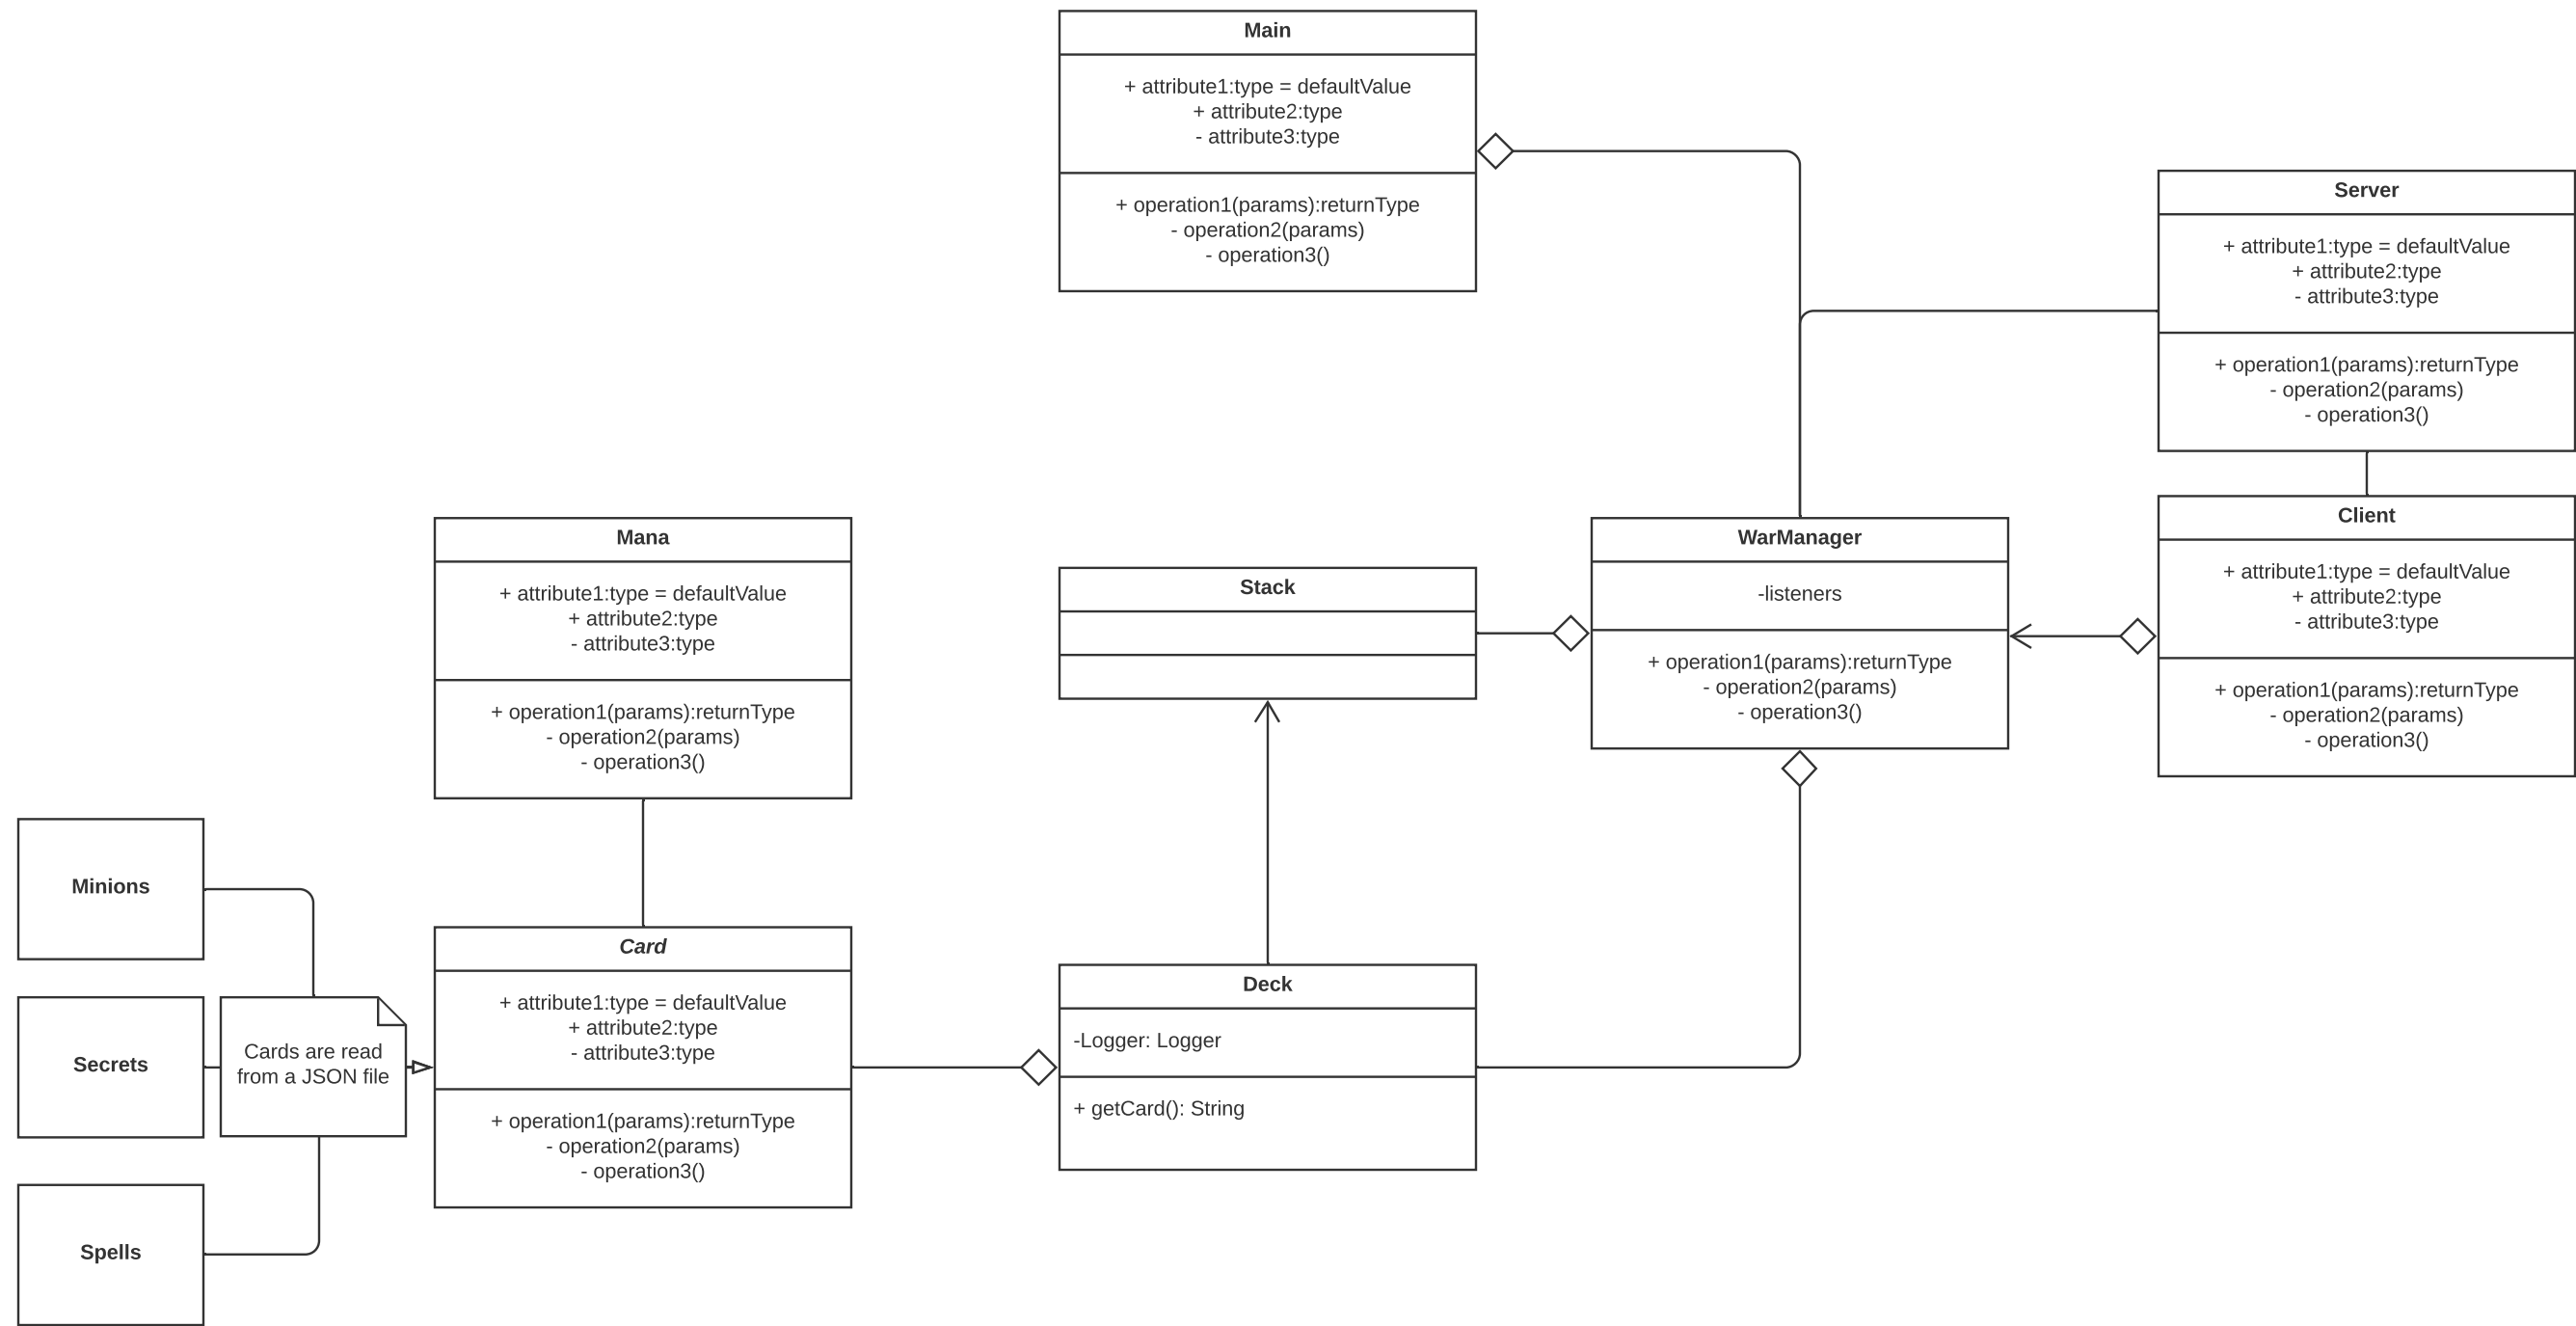 Main
+ attribute1:type = defaultValue
+ attribute2:type
- attribute3:type
+ operation1(params):returnType
- operation2(params)
- operation3()
Server
+ attribute1:type = defaultValue
+ attribute2:type
- attribute3:type
+ operation1(params):returnType
- operation2(params)
- operation3()
Mana
+ attribute1:type = defaultValue
+ attribute2:type
- attribute3:type
+ operation1(params):returnType
- operation2(params)
- operation3()
Stack
WarManager
-listeners
+ operation1(params):returnType
- operation2(params)
- operation3()
Client
+ attribute1:type = defaultValue
+ attribute2:type
- attribute3:type
+ operation1(params):returnType
- operation2(params)
- operation3()
Minions
Secrets
Spells
Cards are read
from a JSON file
Card
+ attribute1:type = defaultValue
+ attribute2:type
- attribute3:type
+ operation1(params):returnType
- operation2(params)
- operation3()
Deck
-Logger: Logger
+ getCard(): String